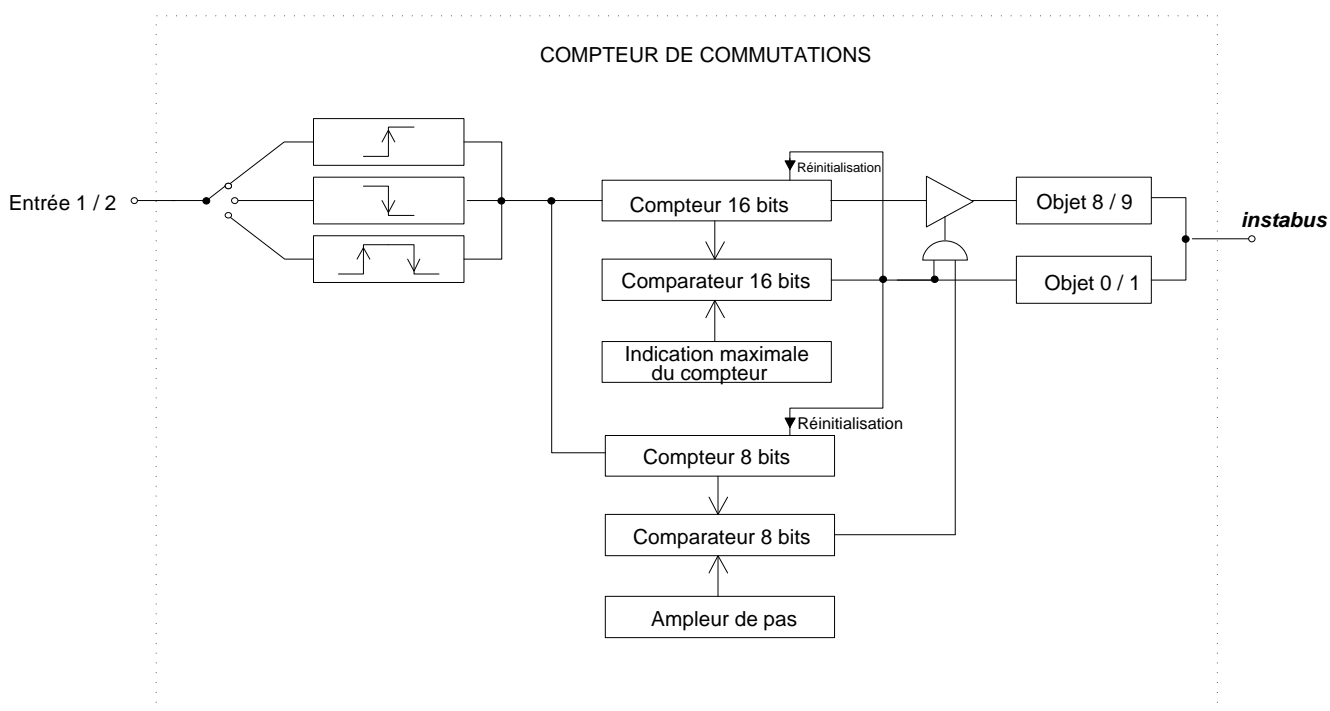 COMPTEUR DE COMMUTATIONS
Réinitialisation
Entrée 1 / 2
Compteur 16 bits
Objet 8 / 9
instabus
Comparateur 16 bits
Objet 0 / 1
Indication maximale
du compteur
Réinitialisation
Compteur 8 bits
Comparateur 8 bits
Ampleur de pas